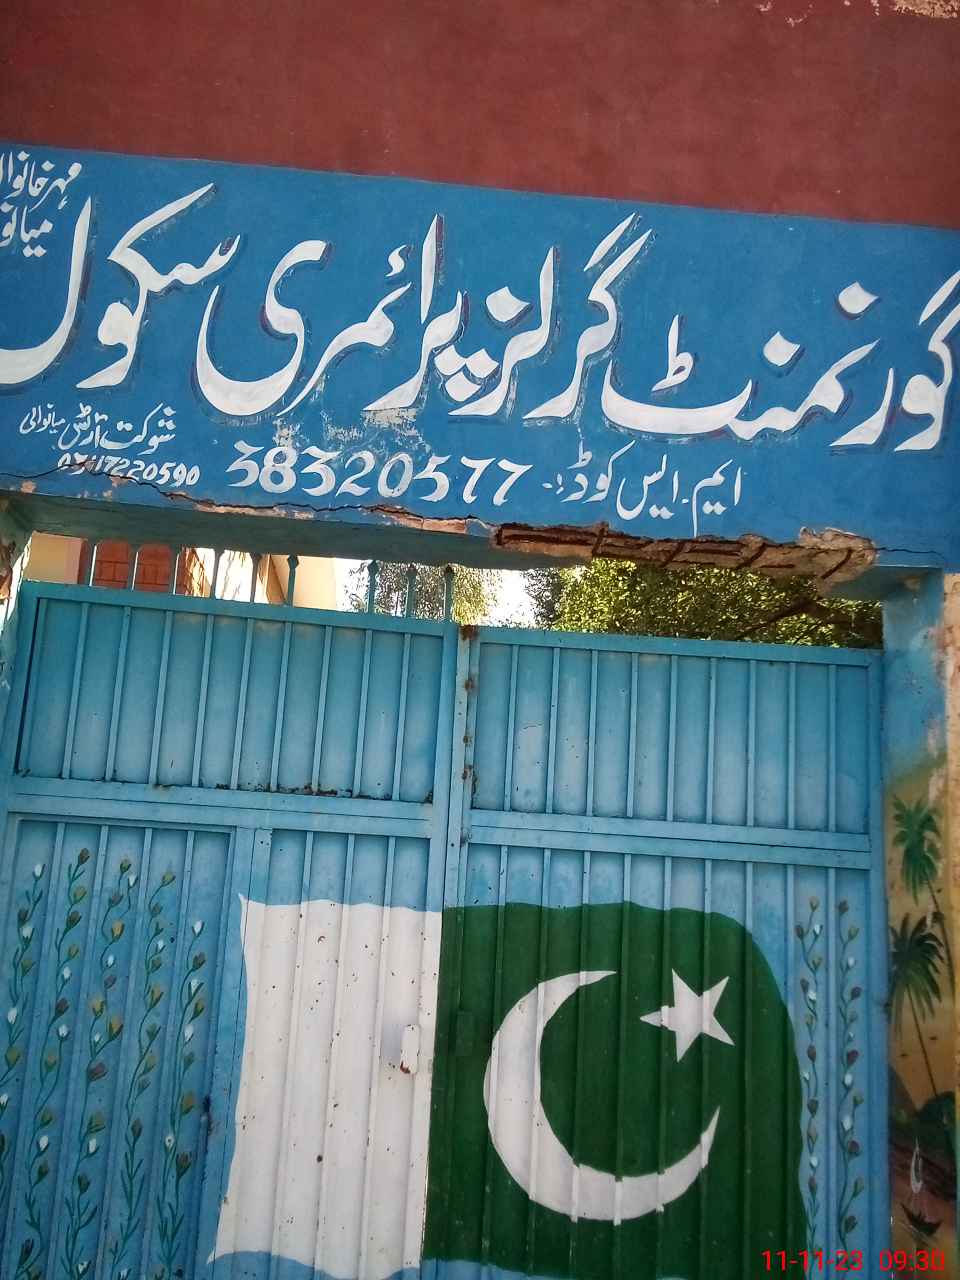 گورنمنٹ گرلز پرائمری سکول
مہر خانوالہ
ایم۔ ایس کوڈ:۔ 38320577
شوکت آرٹس میانوالی
03117220590
11-11-23 09:30